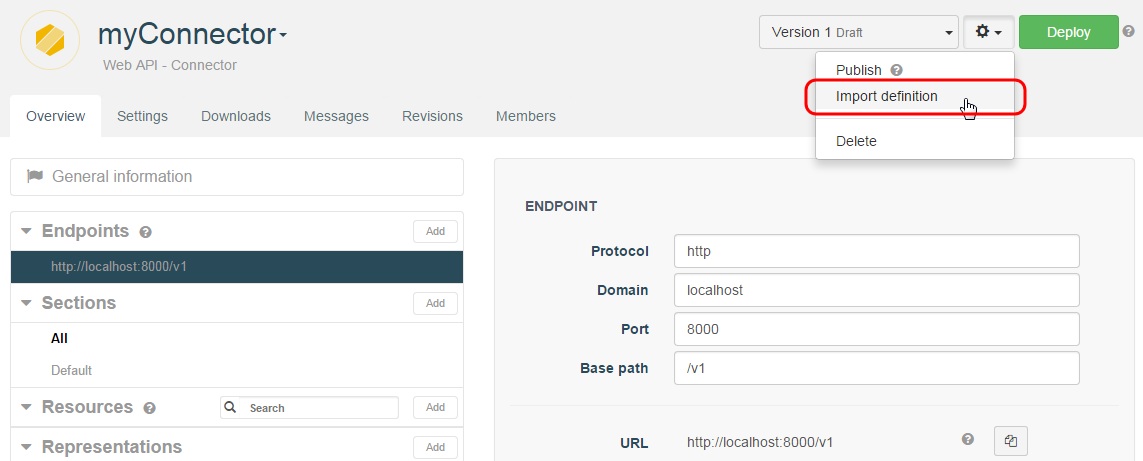 myConnector
Web API - Connector
Version 1 Draft
Deploy
Publish
Import definition
Delete
Overview
Settings
Downloads
Messages
Revisions
Members
General information
Endpoints
Add
http://localhost:8000/v1
Sections
Add
All
Default
Resources
Search
Add
Representations
Add
ENDPOINT
Protocol
http
Domain
localhost
Port
8000
Base path
/v1
URL
http://localhost:8000/v1